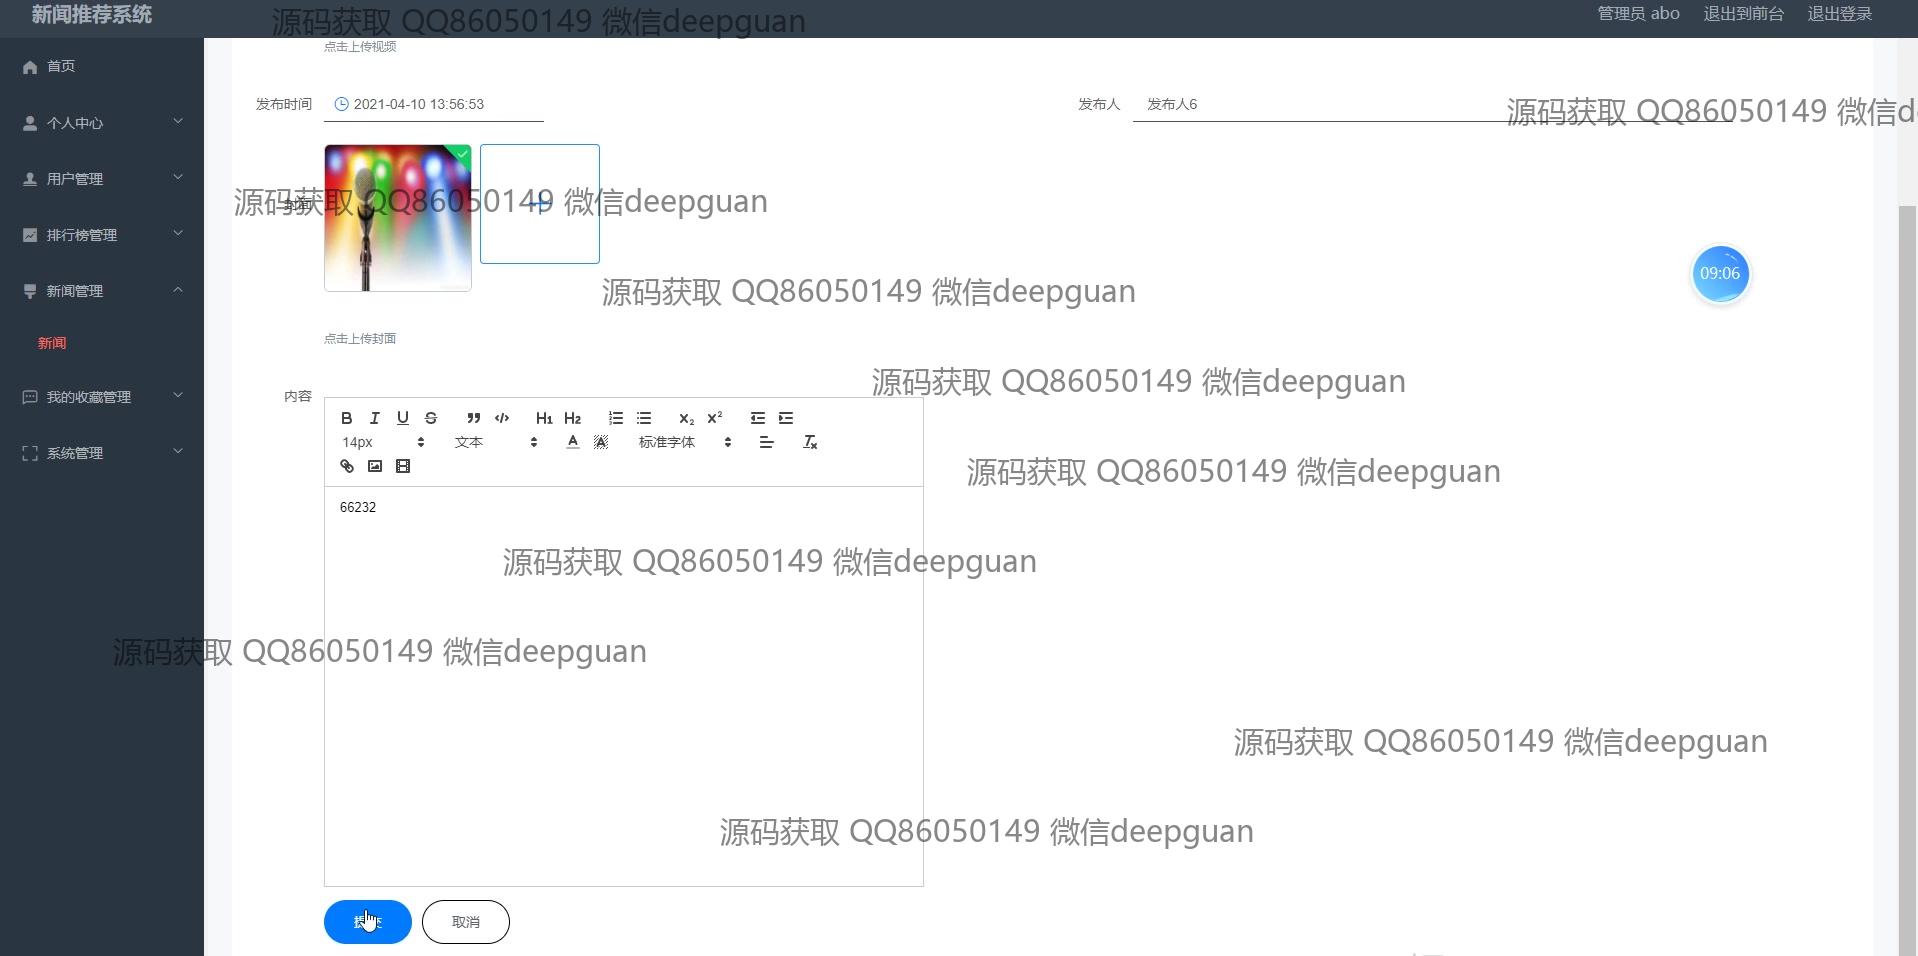 新闻推荐系统
源码获取 QQ86050149 微信deepguan
管理员 abo 退出到前台 退出登录
点击上传视频
首页
发布时间 2021-04-10 13:56:53
发布人 发布人6
源码获取 QQ86050149 微信d
个人中心
用户管理
源码获取 QQ86050149 微信deepguan
封面
排行榜管理
09:06
新闻管理
源码获取 QQ86050149 微信deepguan
新闻
点击上传封面
源码获取 QQ86050149 微信deepguan
我的收藏管理
内容
B I U S ” </> H1 H2 X₂ X²
14px 文本 A A 标准字体 Tx
系统管理
源码获取 QQ86050149 微信deepguan
66232
源码获取 QQ86050149 微信deepguan
源码获取 QQ86050149 微信deepguan
源码获取 QQ86050149 微信deepguan
源码获取 QQ86050149 微信deepguan
提交 取消